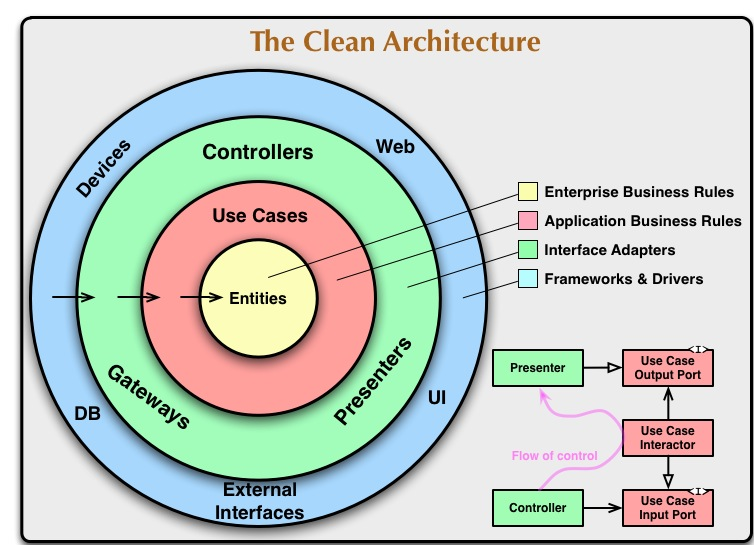 The Clean Architecture
Devices
Web
Controllers
Use Cases
Entities
Gateways
Presenters
DB
UI
External
Interfaces
Enterprise Business Rules
Application Business Rules
Interface Adapters
Frameworks & Drivers
Presenter
<I>
Use Case
Output Port
Use Case
Interactor
Flow of control
Controller
<I>
Use Case
Input Port